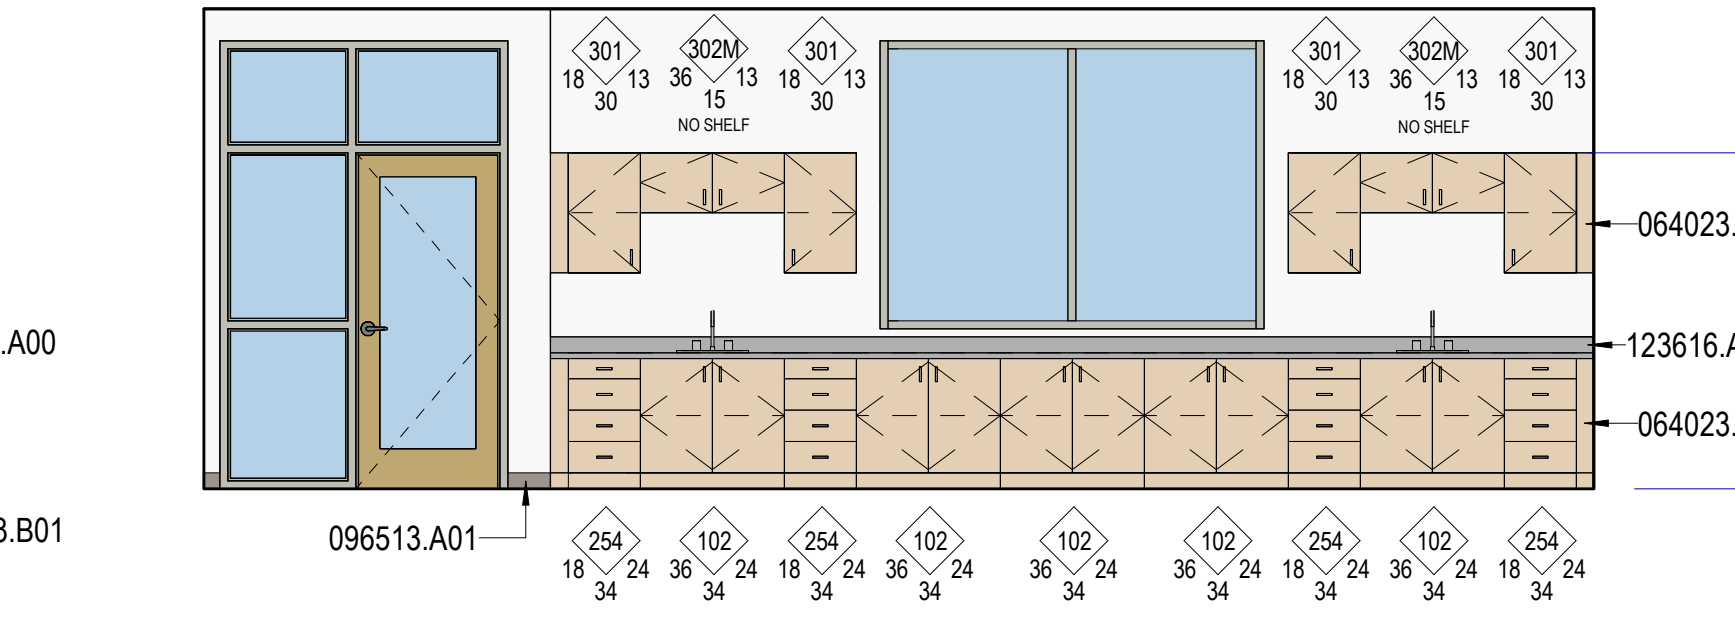 301 302M 301 301 302M 301
18 13 36 13 18 13 18 13 36 13 18 13
30 15 30 30 15 30
NO SHELF NO SHELF
064023.
.A00 123616.A
064023.
3.B01 096513.A01
254 102 254 102 102 102 254 102 254
18 24 36 24 18 24 36 24 36 24 36 24 18 24 36 24 18 24
34 34 34 34 34 34 34 34 34